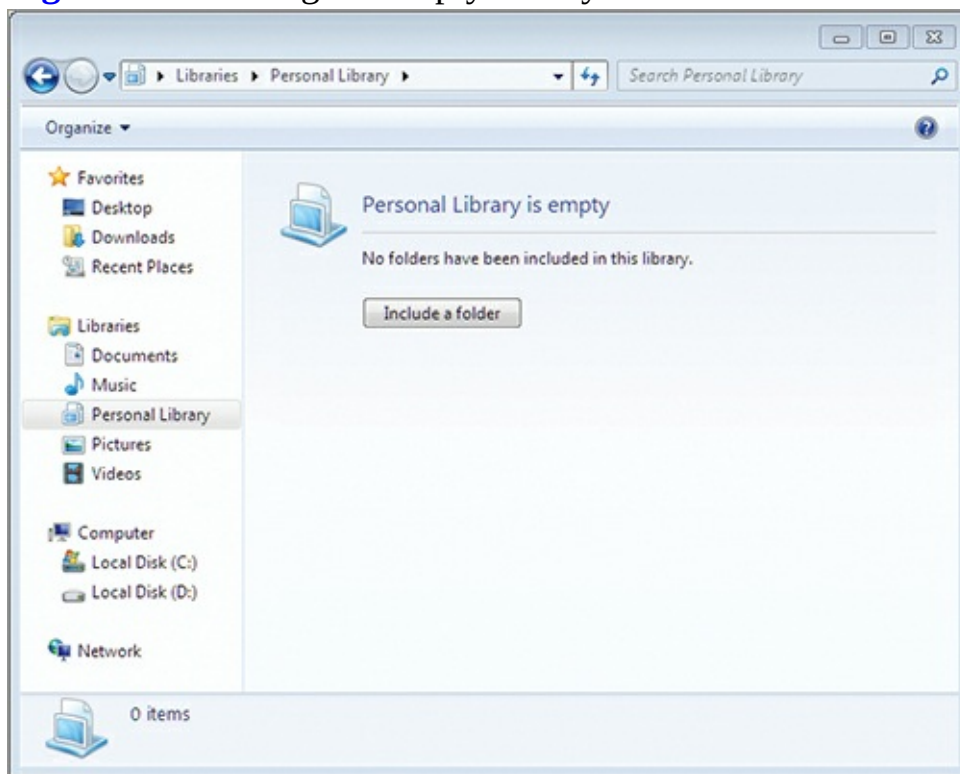 Libraries ▸ Personal Library ▸
Search Personal Library
Organize
Favorites
Desktop
Downloads
Recent Places
Libraries
Documents
Music
Personal Library
Pictures
Videos
Computer
Local Disk (C:)
Local Disk (D:)
Network
Personal Library is empty
No folders have been included in this library.
Include a folder
0 items